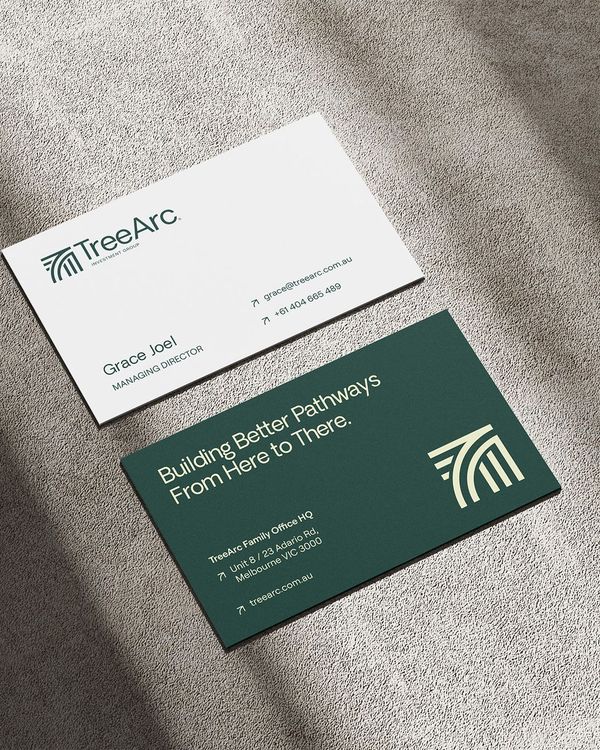 TreeArc
INVESTMENT GROUP
grace@treearc.com.au
+61 404 665 489
Grace Joel
MANAGING DIRECTOR
Building Better Pathways
From Here to There.
TreeArc Family Office HQ
Unit 8 / 23 Adario Rd,
Melbourne VIC 3000
treearc.com.au